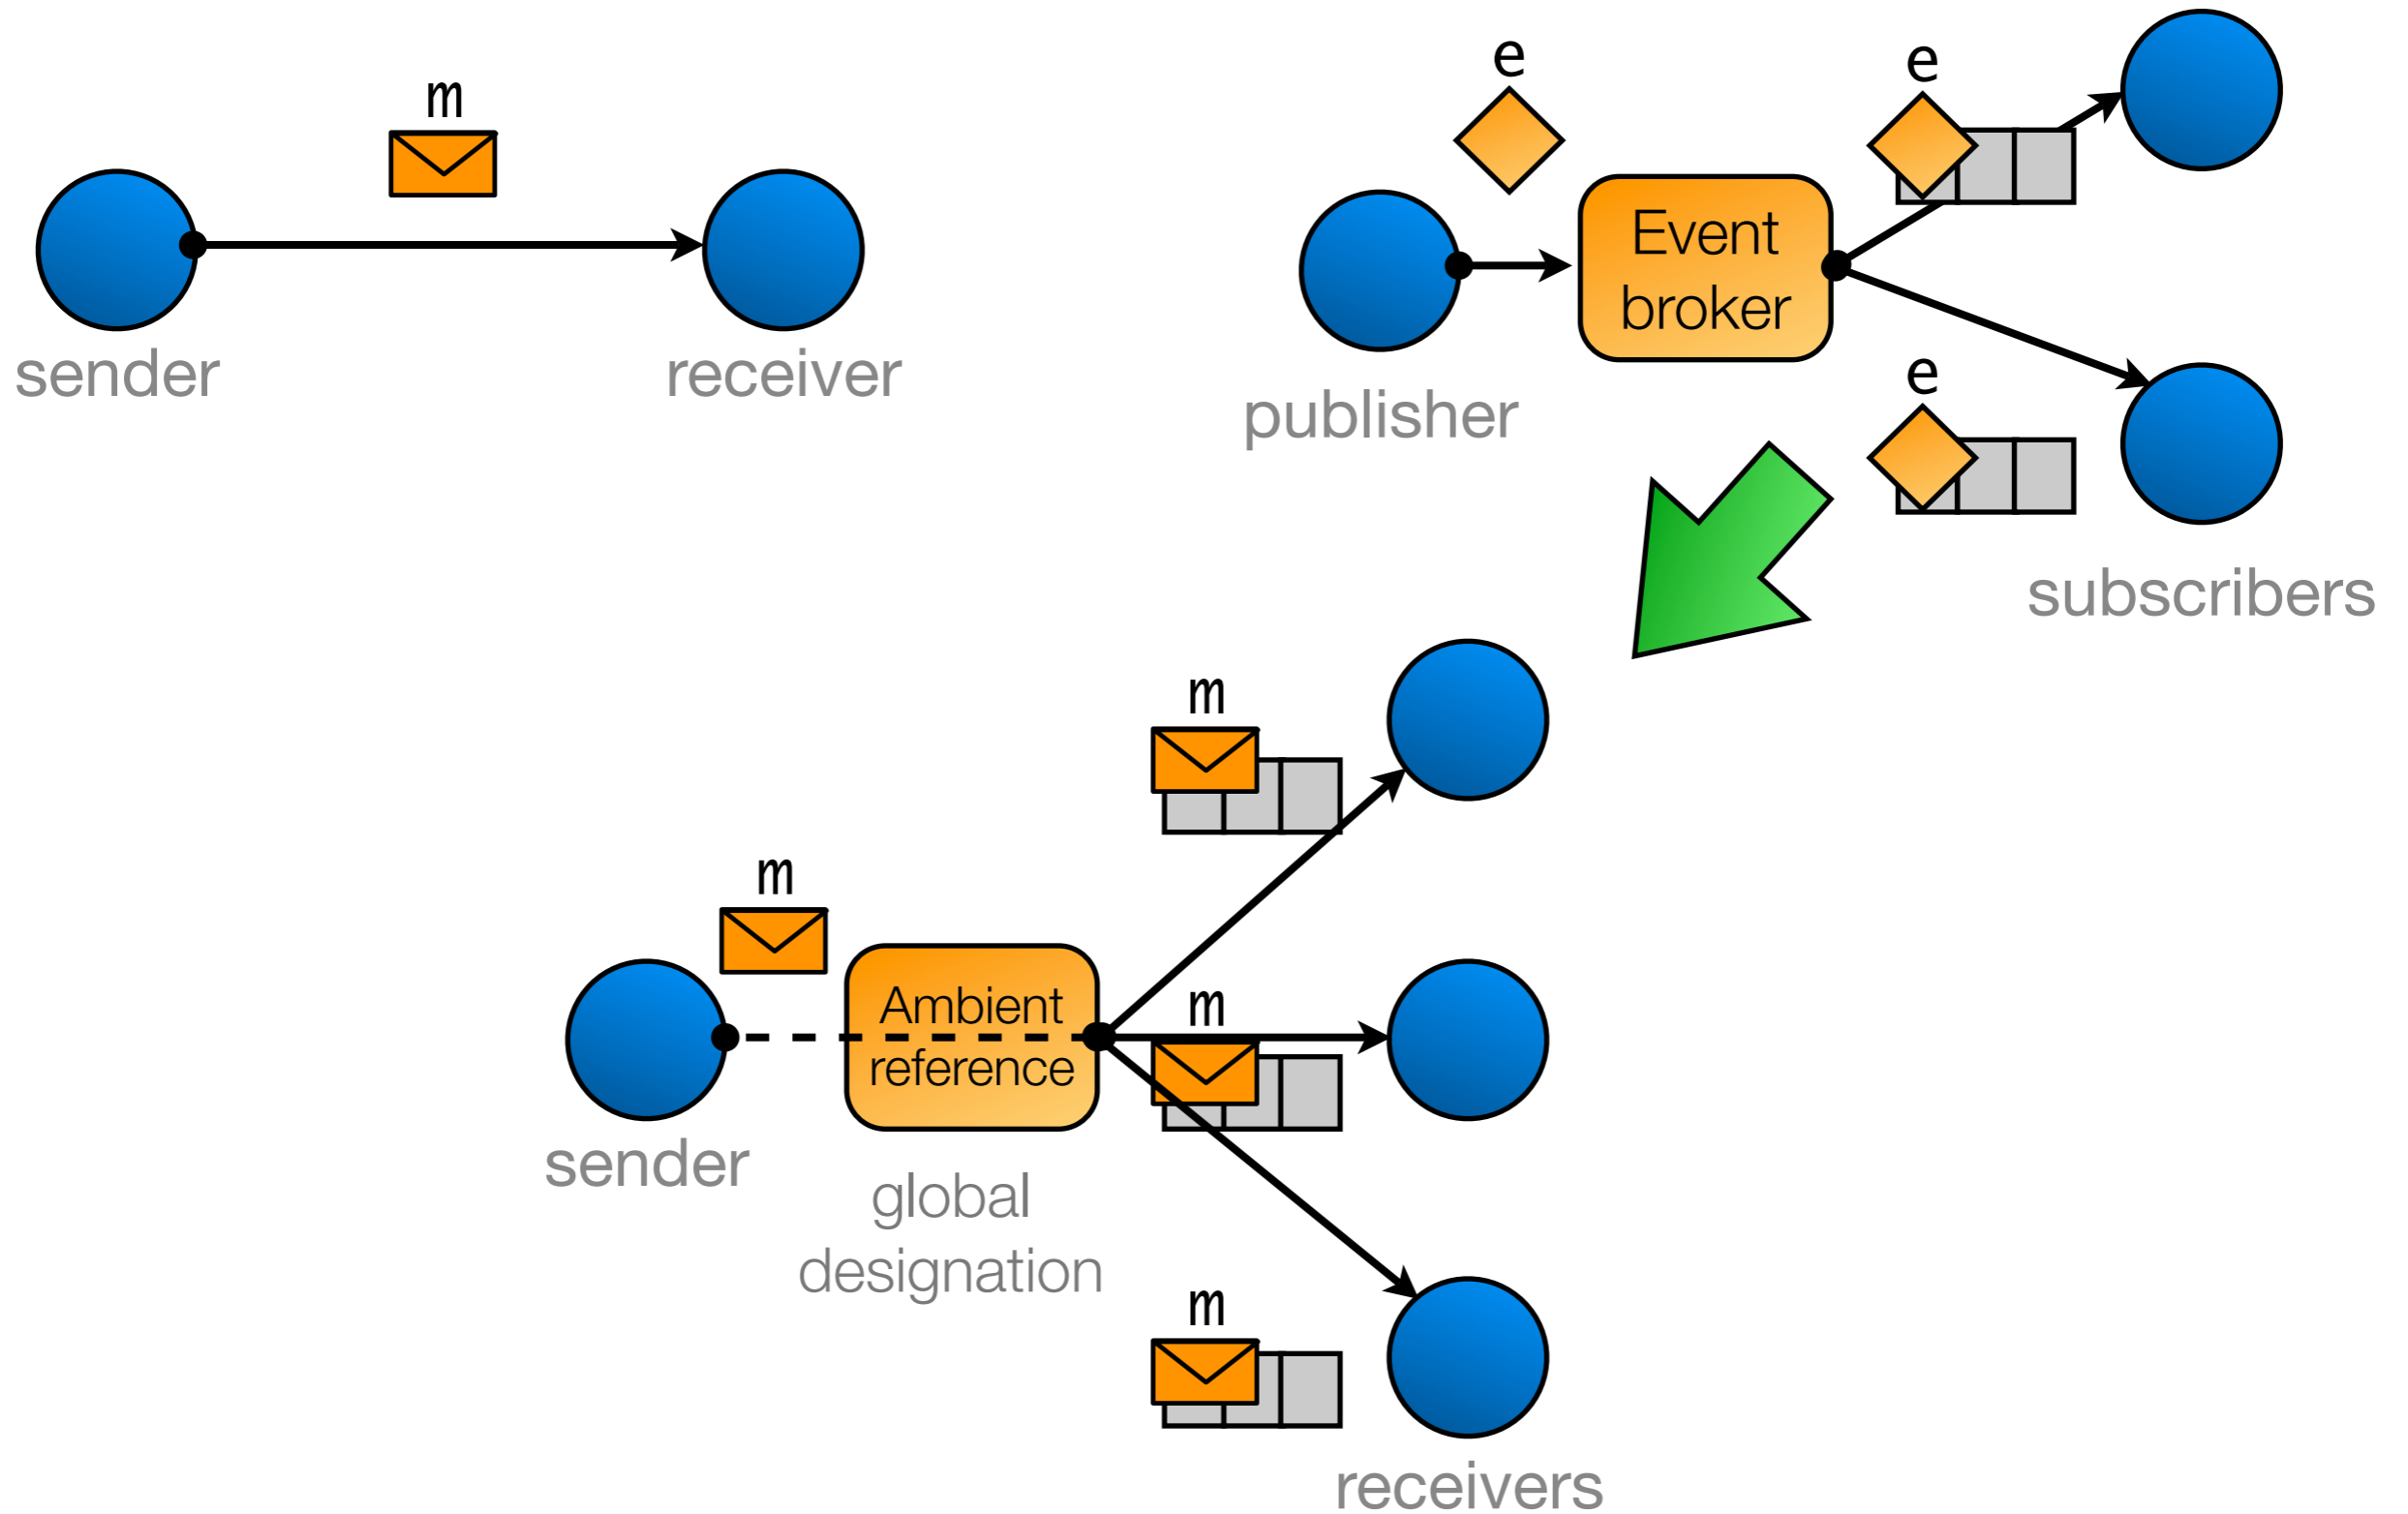 m
sender
receiver
e
Event
broker
publisher
e
e
subscribers
m
Ambient
reference
sender
global
designation
m
m
m
receivers